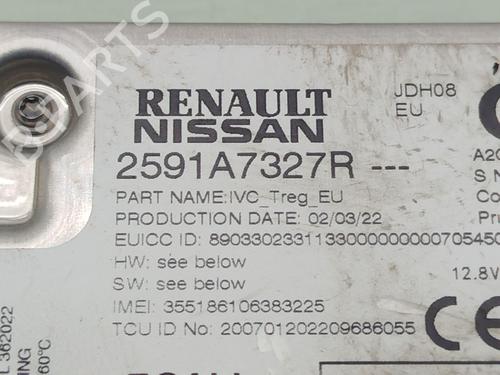 RENAULT
NISSAN
JDH08
EU
2591A7327R ---
PART NAME:IVC_Treg_EU
PRODUCTION DATE: 02/03/22
EUICC ID: 8903302331133000000000705450
HW: see below
SW: see below
12.8V
IMEI: 355186106383225
TCU ID No: 200701202209686055
CE